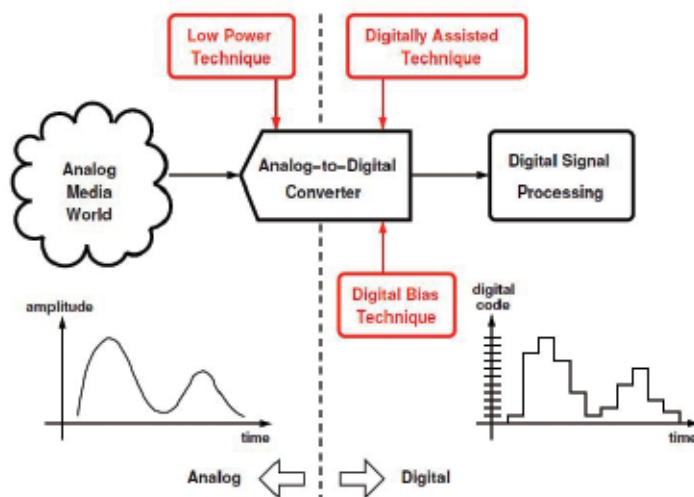 Low Power
Technique
Digitally Assisted
Technique
Analog
Media
World
Analog-to-Digital
Converter
Digital Signal
Processing
Digital Bias
Technique
amplitude
time
digital
code
time
Analog
Digital